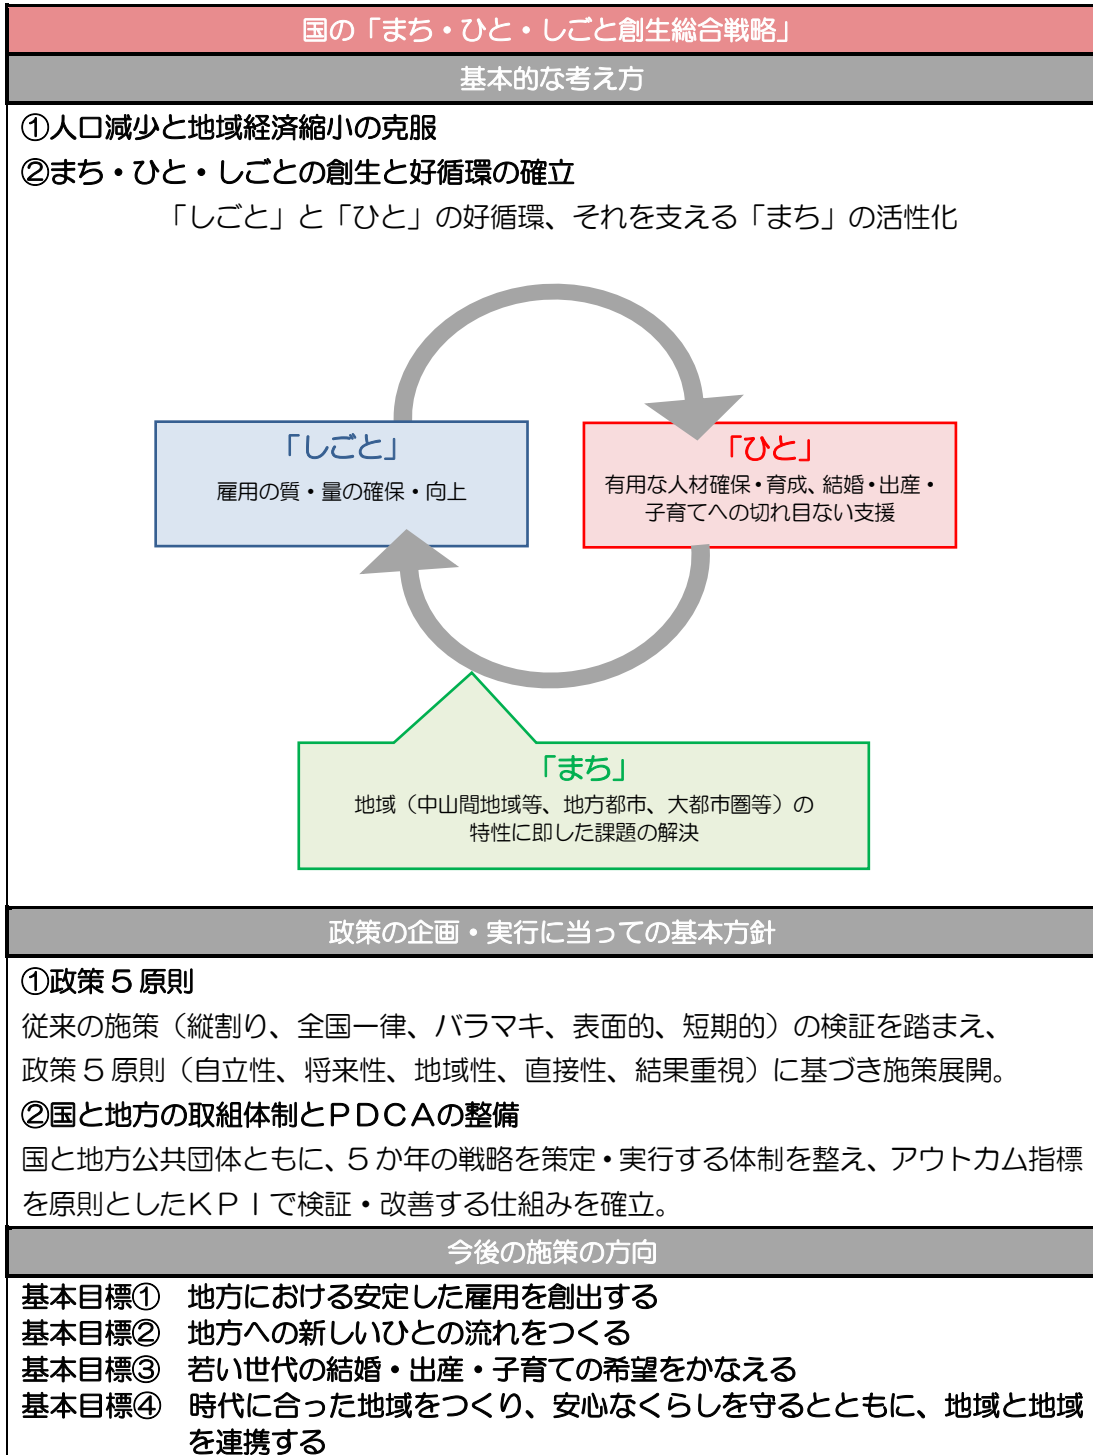 国の「まち・ひと・しごと創生総合戦略」
基本的な考え方
①人口減少と地域経済縮小の克服
②まち・ひと・しごとの創生と好循環の確立
「しごと」と「ひと」の好循環、それを支える「まち」の活性化
「しごと」
雇用の質・量の確保・向上
「ひと」
有用な人材確保・育成、結婚・出産・
子育てへの切れ目ない支援
「まち」
地域（中山間地域等、地方都市、大都市圏等）の
特性に即した課題の解決
政策の企画・実行に当っての基本方針
①政策５原則
従来の施策（縦割り、全国一律、バラマキ、表面的、短期的）の検証を踏まえ、
政策５原則（自立性、将来性、地域性、直接性、結果重視）に基づき施策展開。
②国と地方の取組体制とＰＤＣＡの整備
国と地方公共団体ともに、５か年の戦略を策定・実行する体制を整え、アウトカム指標
を原則としたＫＰＩで検証・改善する仕組みを確立。
今後の施策の方向
基本目標①　地方における安定した雇用を創出する
基本目標②　地方への新しいひとの流れをつくる
基本目標③　若い世代の結婚・出産・子育ての希望をかなえる
基本目標④　時代に合った地域をつくり、安心なくらしを守るとともに、地域と地域
を連携する